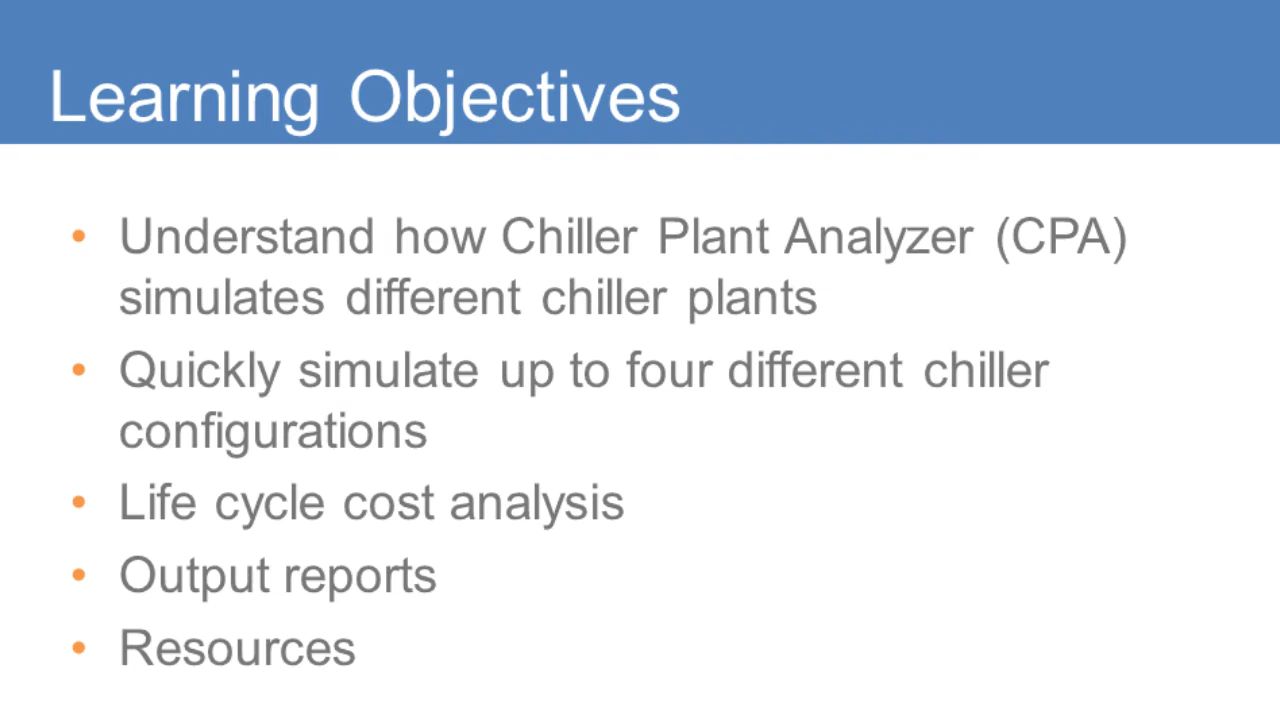 Learning Objectives
• Understand how Chiller Plant Analyzer (CPA)
simulates different chiller plants
• Quickly simulate up to four different chiller
configurations
• Life cycle cost analysis
• Output reports
• Resources